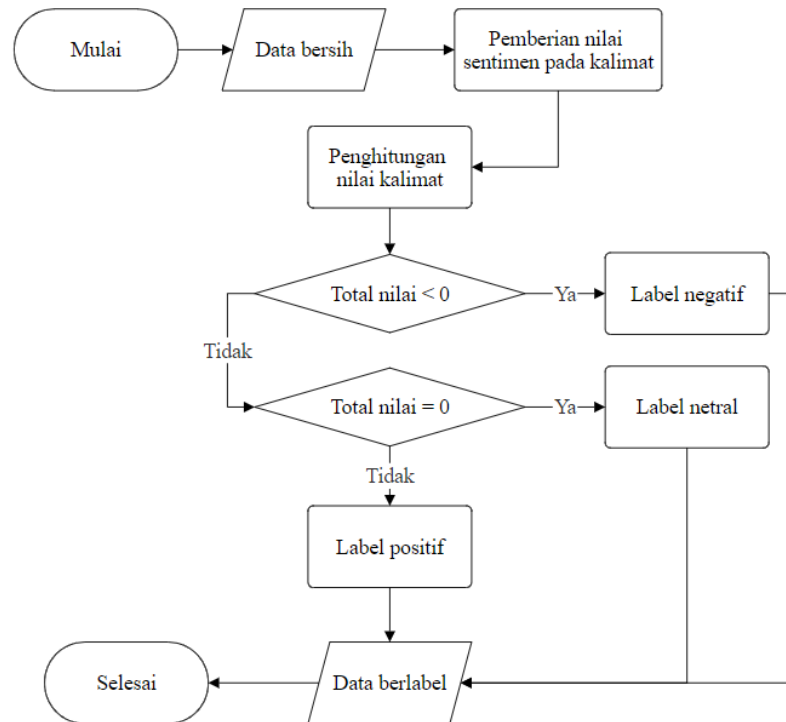 Mulai
Data bersih
Pemberian nilai
sentimen pada kalimat
Penghitungan
nilai kalimat
Total nilai < 0
Ya
Label negatif
Tidak
Total nilai = 0
Ya
Label netral
Tidak
Label positif
Selesai
Data berlabel